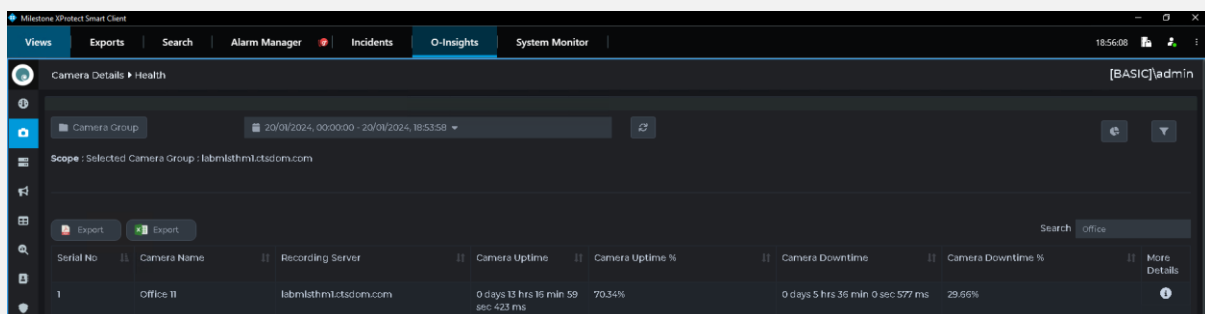 Milestone XProtect Smart Client
Views Exports Search Alarm Manager Incidents O-Insights System Monitor 18:56:08
Camera Details Health [BASIC]\admin
Camera Group 20/01/2024, 00:00:00 - 20/01/2024, 18:53:58
Scope : Selected Camera Group : labmlsthm1.ctsdom.com
Export Export Search Office
Serial No Camera Name Recording Server Camera Uptime Camera Uptime % Camera Downtime Camera Downtime % More
Details
1 Office 11 labmlsthm1.ctsdom.com 0 days 13 hrs 16 min 59 70.34% 0 days 5 hrs 36 min 0 sec 577 ms 29.66%
sec 423 ms